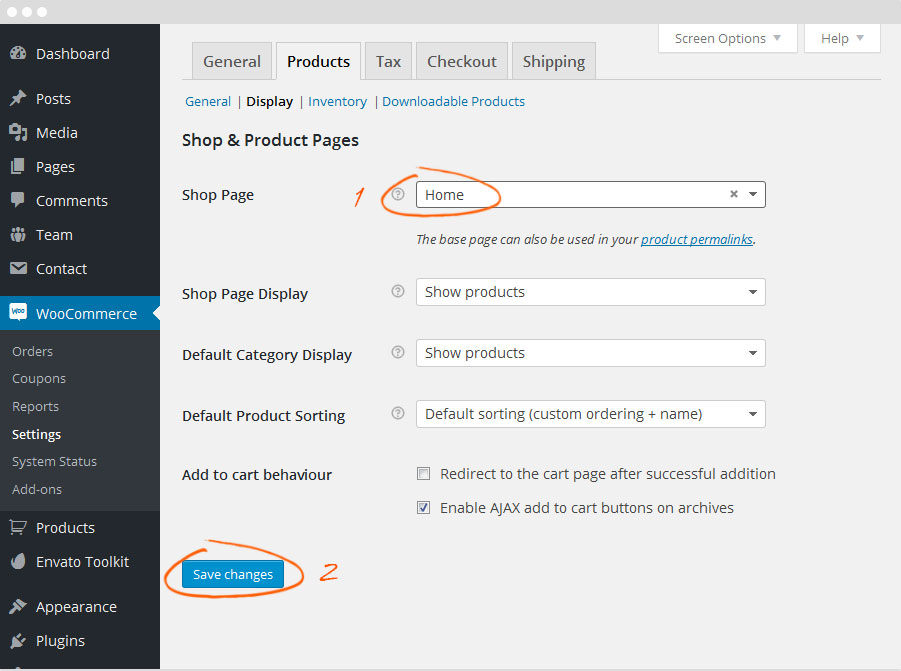 Screen Options Help
General Products Tax Checkout Shipping
General | Display | Inventory | Downloadable Products
Shop & Product Pages
Shop Page 1 ? Home × 
The base page can also be used in your product permalinks.
Shop Page Display ? Show products
Default Category Display ? Show products
Default Product Sorting ? Default sorting (custom ordering + name)
Add to cart behaviour Redirect to the cart page after successful addition
Enable AJAX add to cart buttons on archives
Save changes 2
Dashboard
Posts
Media
Pages
Comments
Team
Contact
Woo WooCommerce
Orders
Coupons
Reports
Settings
System Status
Add-ons
Products
Envato Toolkit
Appearance
Plugins